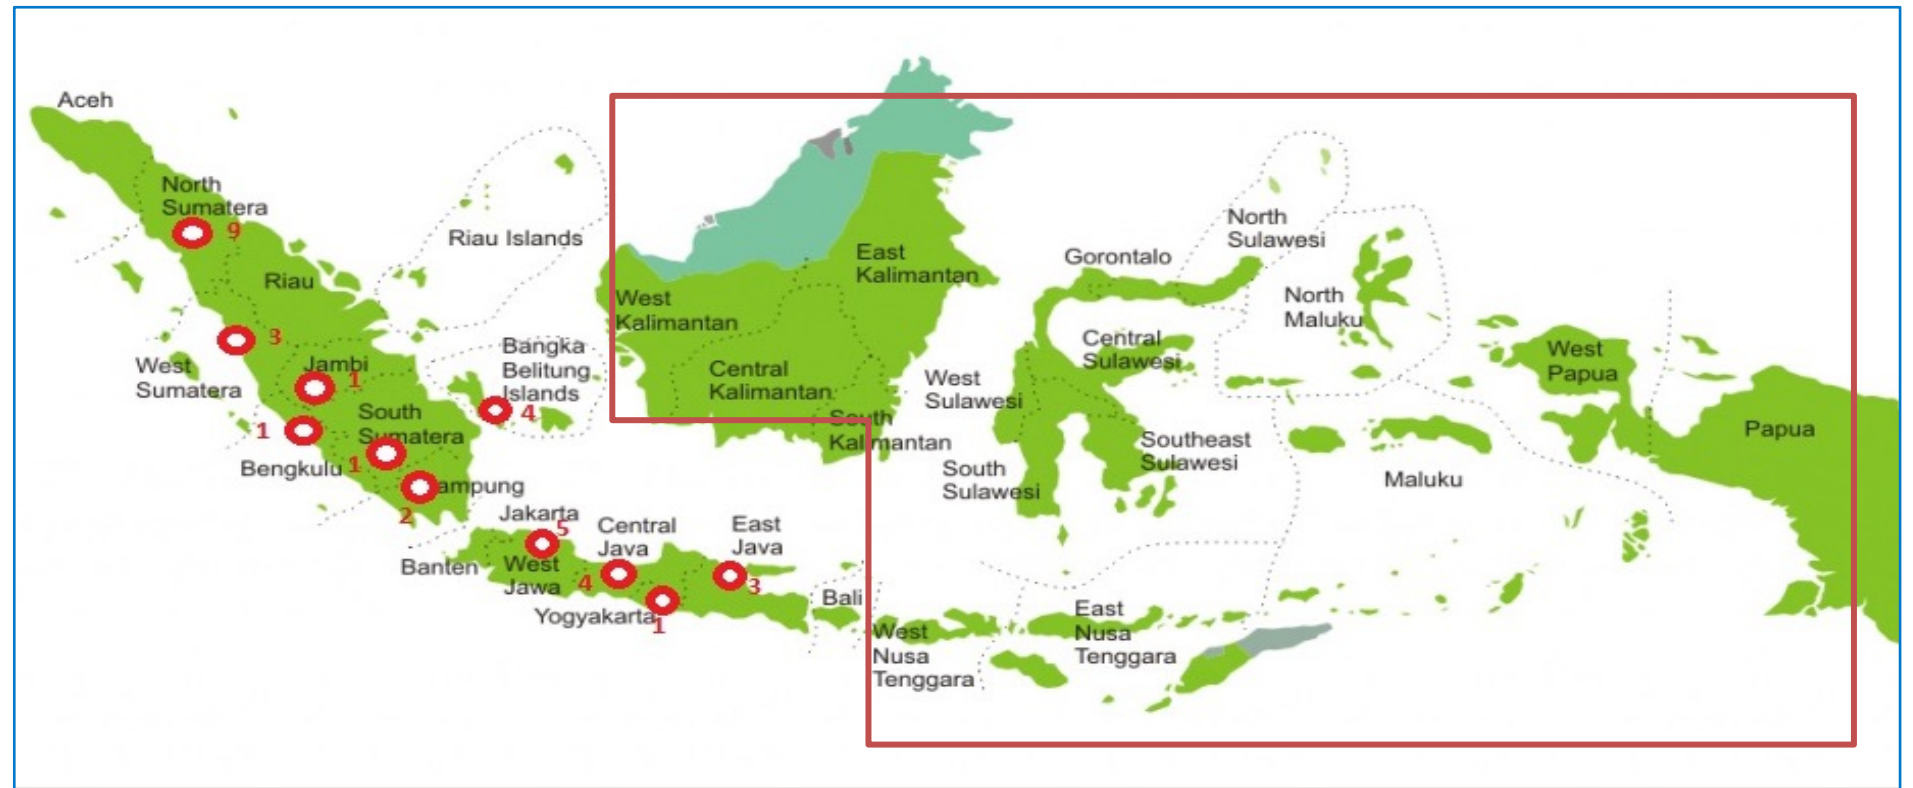 Aceh
North
Sumatera
9
Riau
Riau Islands
3
West
Sumatera
Jambi
1
Bangka
Belitung
Islands
4
South
Sumatera
1
Bengkulu
1
ampung
2
Jakarta
5
Banten
West
Jawa
Central
Java
4
Yogyakarta
1
East
Java
3
Bali
West
Kalimantan
Central
Kalimantan
East
Kalimantan
South
Kalimantan
West
Sulawesi
South
Sulawesi
Gorontalo
Central
Sulawesi
North
Sulawesi
Southeast
Sulawesi
North
Maluku
Maluku
West
Papua
Papua
West
Nusa
Tenggara
East
Nusa
Tenggara